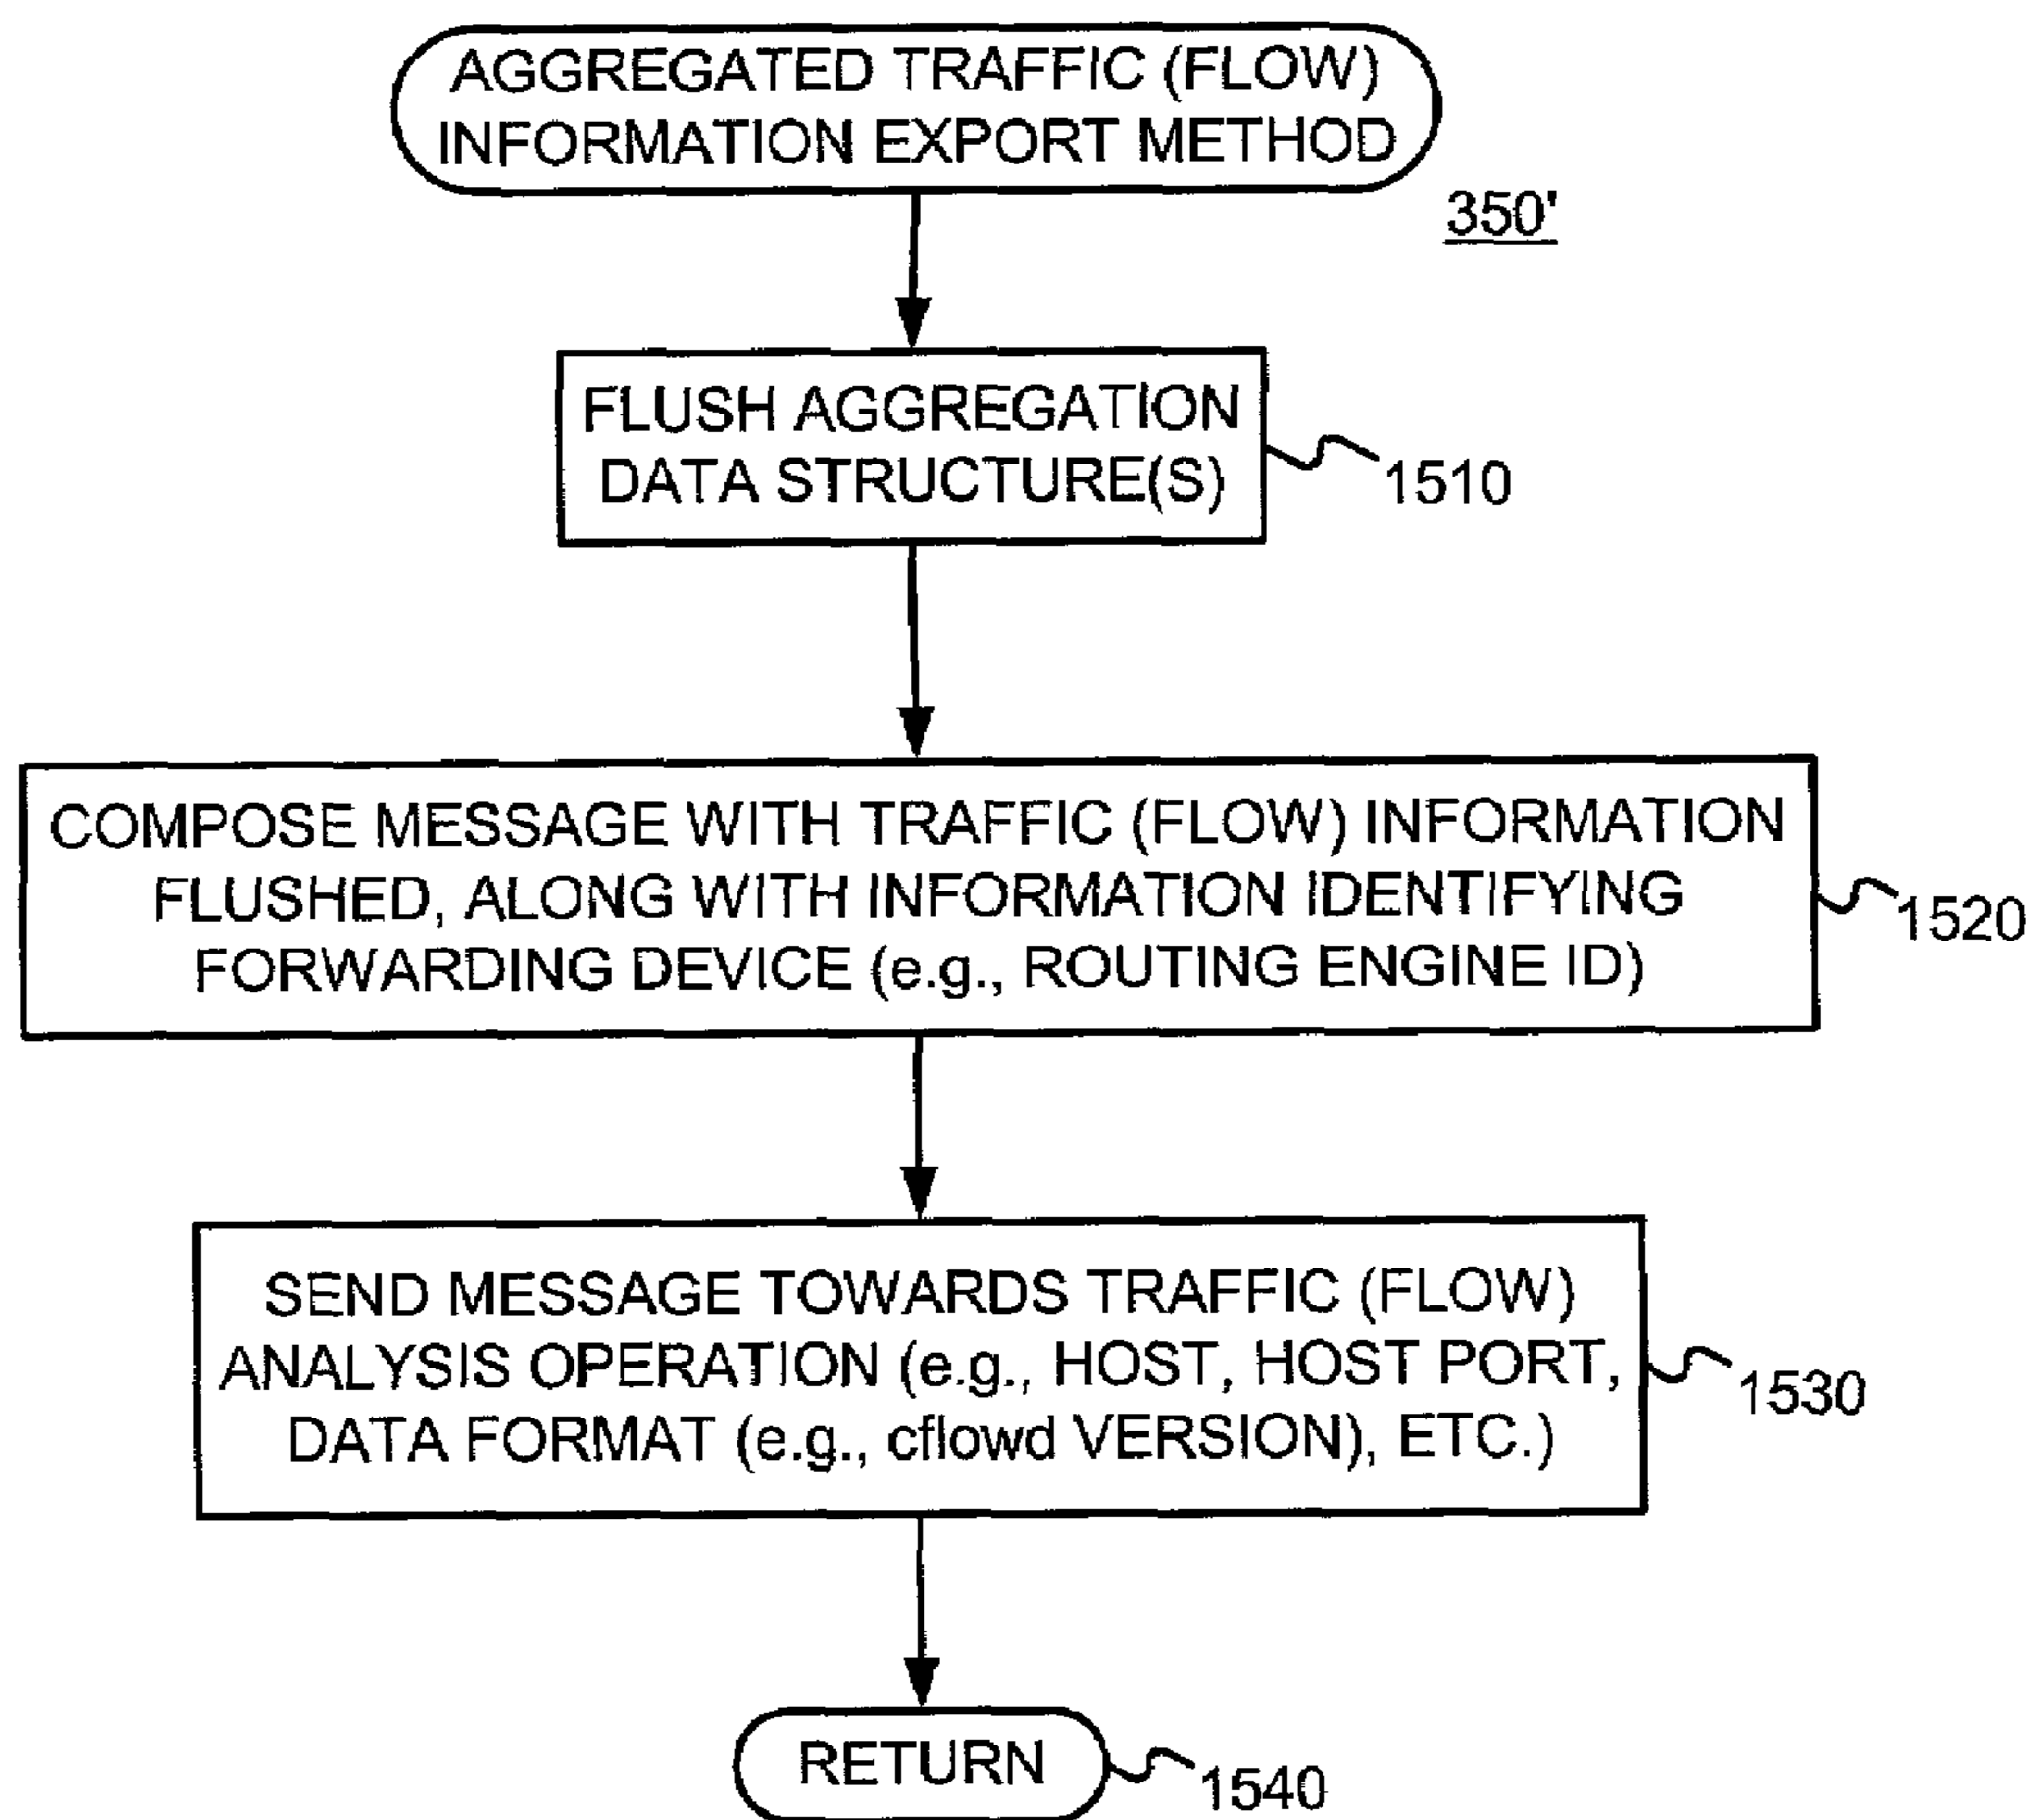 AGGREGATED TRAFFIC (FLOW)
INFORMATION EXPORT METHOD
350'
FLUSH AGGREGATION
DATA STRUCTURE(S)
1510
COMPOSE MESSAGE WITH TRAFFIC (FLOW) INFORMATION
FLUSHED, ALONG WITH INFORMATION IDENTIFYING
FORWARDING DEVICE (e.g., ROUTING ENGINE ID)
1520
SEND MESSAGE TOWARDS TRAFFIC (FLOW)
ANALYSIS OPERATION (e.g., HOST, HOST PORT,
DATA FORMAT (e.g., cflowd VERSION), ETC.)
1530
RETURN
1540